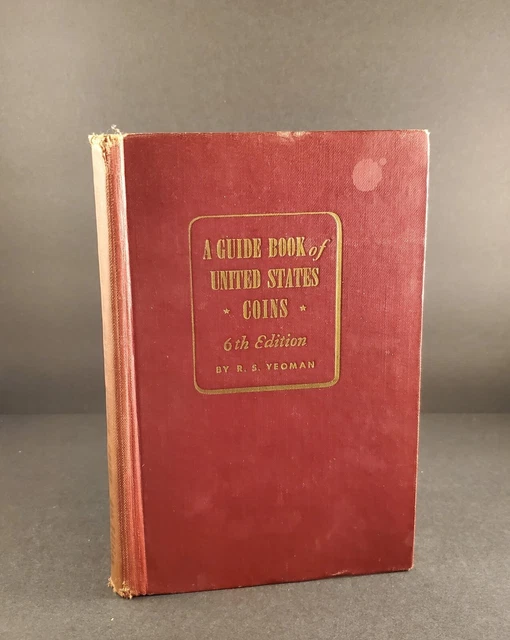 A GUIDE BOOK of
UNITED STATES
* COINS *
6th Edition
BY R. S. YEOMAN